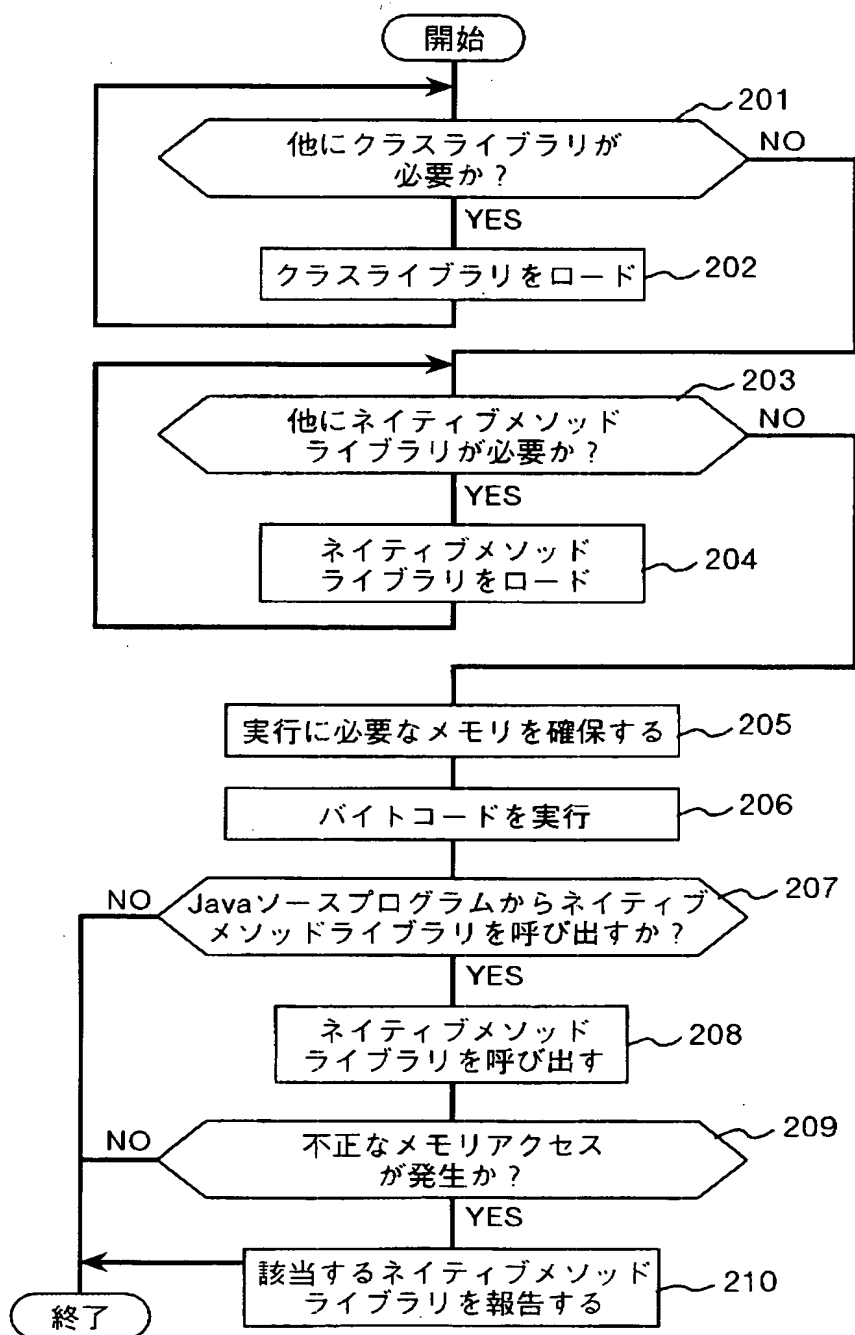 開始
201
他にクラスライブラリが
必要か?
NO
YES
クラスライブラリをロード
202
203
他にネイティブメソッド
ライブラリが必要か?
NO
YES
ネイティブメソッド
ライブラリをロード
204
実行に必要なメモリを確保する
205
バイトコードを実行
206
207
NO
Javaソースプログラムからネイティブ
メソッドライブラリを呼び出すか?
YES
ネイティブメソッド
ライブラリを呼び出す
208
209
NO
不正なメモリアクセス
が発生か?
YES
該当するネイティブメソッド
ライブラリを報告する
210
終了